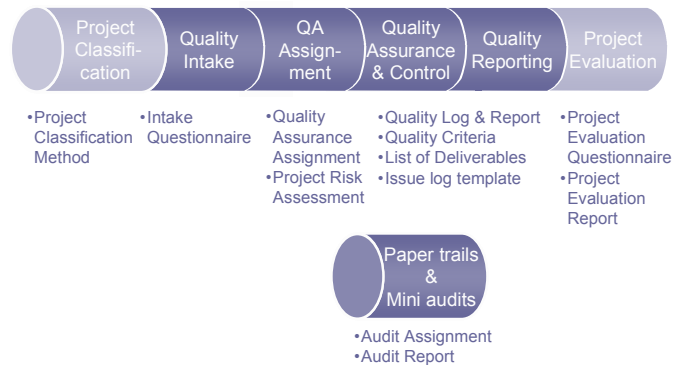 Project
Classifi-
cation
Quality
Intake
QA
Assign-
ment
Quality
Assurance
& Control
Quality
Reporting
Project
Evaluation
•Project
Classification
Method
•Intake
Questionnaire
•Quality
Assurance
Assignment
•Project Risk
Assessment
•Quality Log & Report
•Quality Criteria
•List of Deliverables
•Issue log template
•Project
Evaluation
Questionnaire
•Project
Evaluation
Report
Paper trails
&
Mini audits
•Audit Assignment
•Audit Report